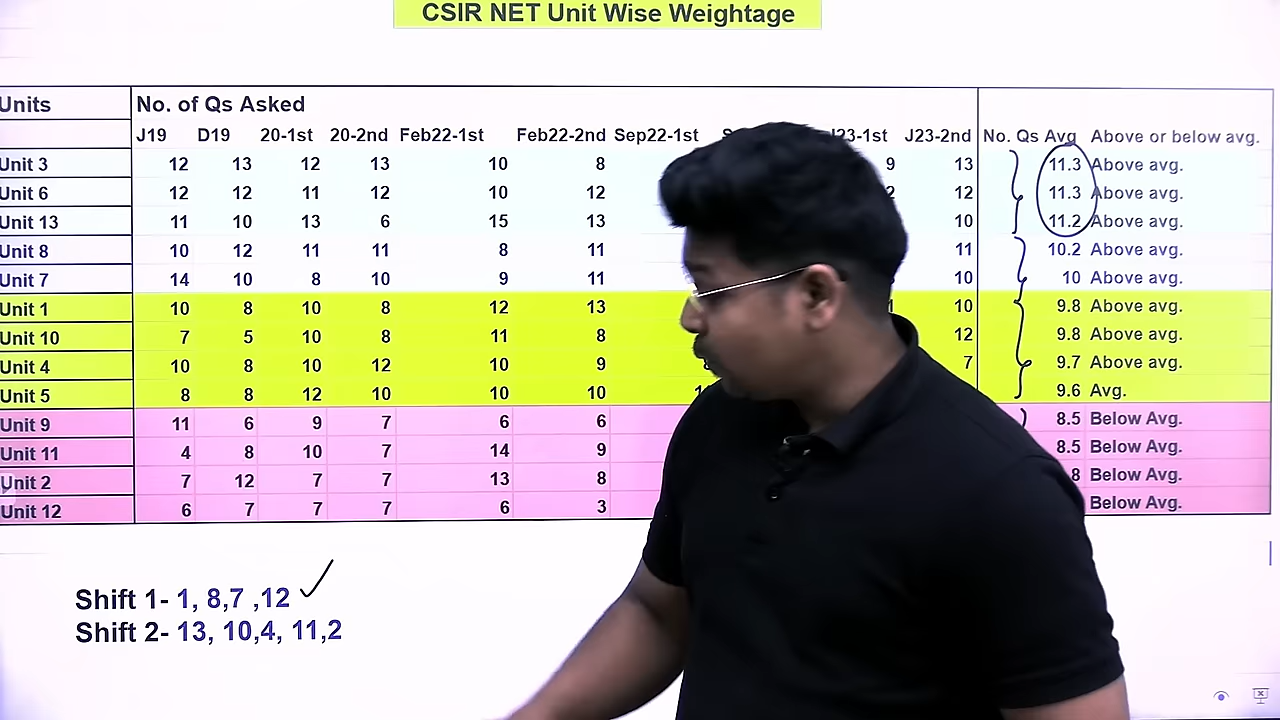 CSIR NET Unit Wise Weightage
Units No. of Qs Asked
J19 D19 20-1st 20-2nd Feb22-1st Feb22-2nd Sep22-1st J23-2nd No. Qs Avg Above or below avg.
Unit 3 12 13 12 13 10 8 9 13 11.3 Above avg.
Unit 6 12 12 11 12 10 12 12 11.3 Above avg.
Unit 13 11 10 13 6 15 13 10 11.2 Above avg.
Unit 8 10 12 11 11 8 11 11 10.2 Above avg.
Unit 7 14 10 8 10 9 11 10 10 Above avg.
Unit 1 10 8 10 8 12 13 10 9.8 Above avg.
Unit 10 7 5 10 8 11 8 12 9.8 Above avg.
Unit 4 10 8 10 12 10 9 7 9.7 Above avg.
Unit 5 8 8 12 10 10 10 9.6 Avg.
Unit 9 11 6 9 7 6 6 8.5 Below Avg.
Unit 11 4 8 10 7 14 9 8.5 Below Avg.
Unit 2 7 12 7 7 13 8 8 Below Avg.
Unit 12 6 7 7 7 6 3 Below Avg.
Shift 1- 1, 8,7 ,12
Shift 2- 13, 10,4, 11,2